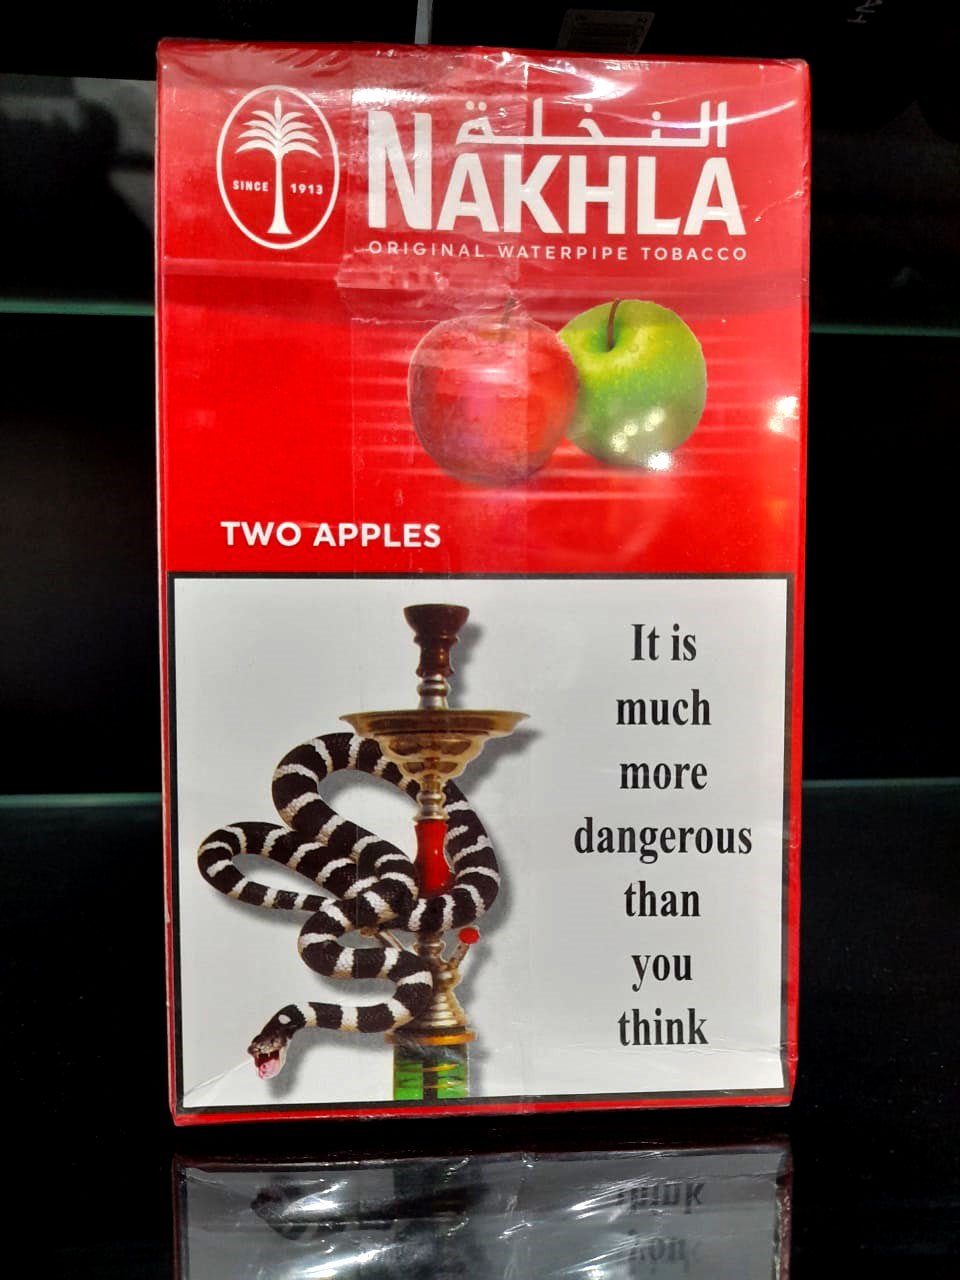 SINCE 1913
النخلة
NAKHLA
ORIGINAL WATERPIPE TOBACCO
TWO APPLES
It is
much
more
dangerous
than
you
think